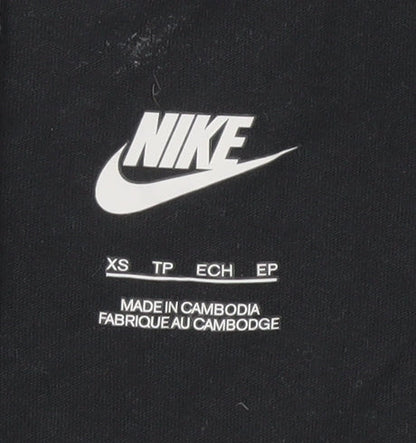 NIKE
XS TP ECH EP
MADE IN CAMBODIA
FABRIQUE AU CAMBODGE